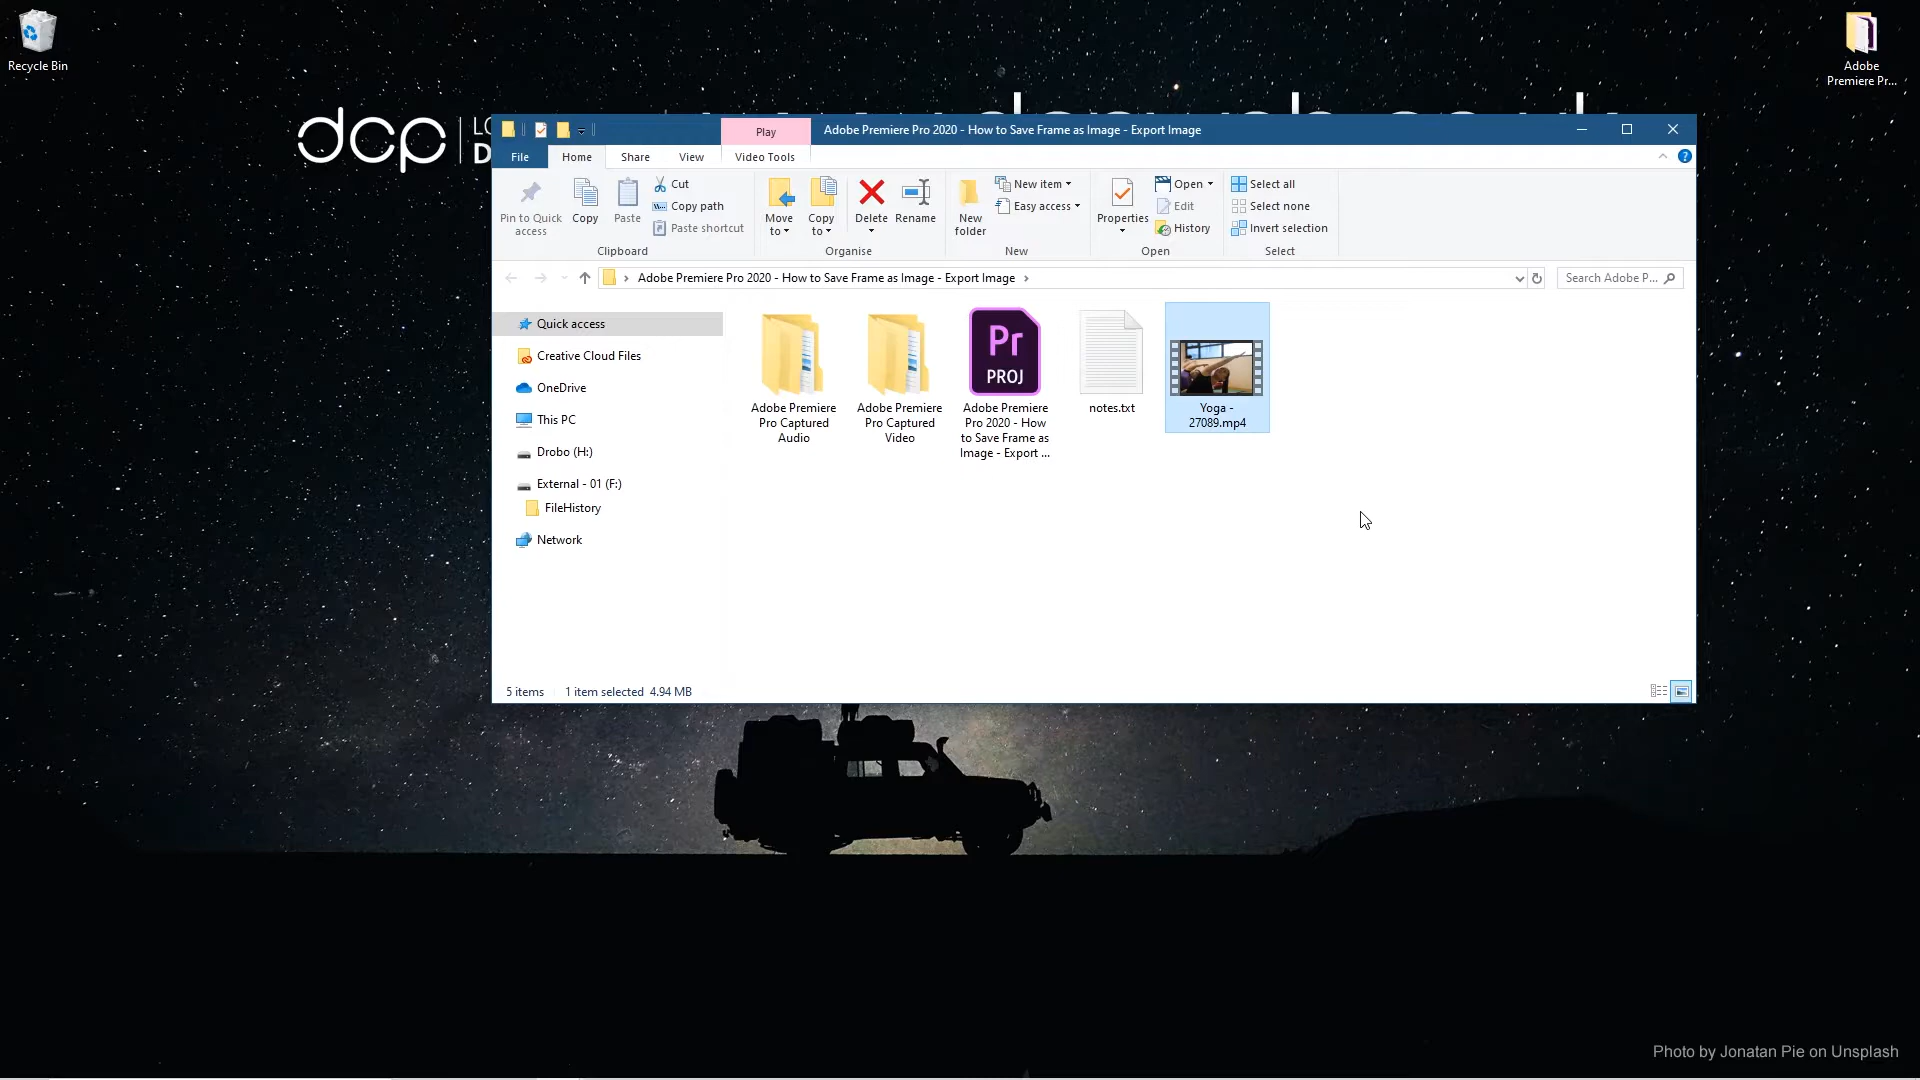 Recycle Bin
Adobe
Premiere Pr...
dcp
Play
Adobe Premiere Pro 2020 - How to Save Frame as Image - Export Image
File
Home
Share
View
Video Tools
Pin to Quick
access
Copy
Paste
Cut
Copy path
Paste shortcut
Clipboard
Move
to
Copy
to
Delete
Rename
Organise
New
folder
New item
Easy access
New
Properties
Open
Edit
History
Open
Select all
Select none
Invert selection
Select
Adobe Premiere Pro 2020 - How to Save Frame as Image - Export Image
Search Adobe P...
Quick access
Creative Cloud Files
OneDrive
This PC
Drobo (H:)
External - 01 (F:)
FileHistory
Network
Adobe Premiere
Pro Captured
Audio
Adobe Premiere
Pro Captured
Video
Pr
PROJ
Adobe Premiere
Pro 2020 - How
to Save Frame as
Image - Export ...
notes.txt
Yoga -
27089.mp4
5 items
1 item selected 4.94 MB
Photo by Jonatan Pie on Unsplash